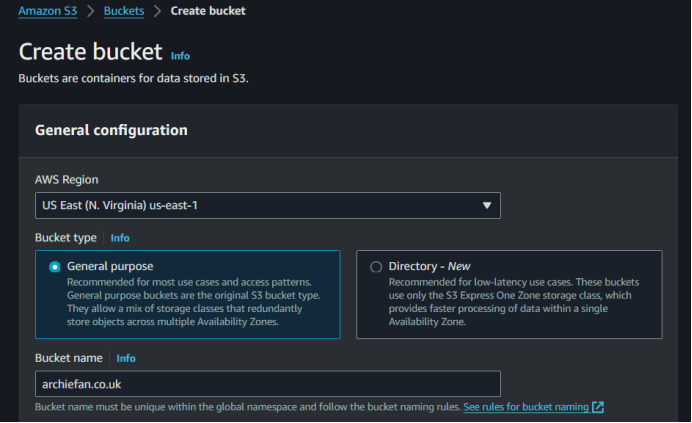 Amazon S3 > Buckets > Create bucket
Create bucket Info
Buckets are containers for data stored in S3.
General configuration
AWS Region
US East (N. Virginia) us-east-1
Bucket type | Info
General purpose
Recommended for most use cases and access patterns.
General purpose buckets are the original S3 bucket type.
They allow a mix of storage classes that redundantly
store objects across multiple Availability Zones.
Directory - New
Recommended for low-latency use cases. These buckets
use only the S3 Express One Zone storage class, which
provides faster processing of data within a single
Availability Zone.
Bucket name | Info
archiefan.co.uk
Bucket name must be unique within the global namespace and follow the bucket naming rules. See rules for bucket naming